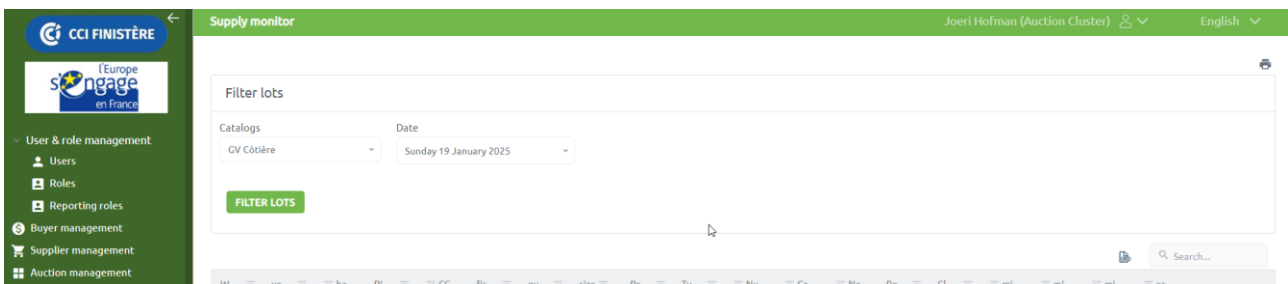 CCI FINISTÈRE
l'Europe
s'engage
en France
User & role management
Users
Roles
Reporting roles
Buyer management
Supplier management
Auction management
Supply monitor
Joeri Hofman (Auction Cluster)
English
Filter lots
Catalogs
Date
GV Côtière
Sunday 19 January 2025
FILTER LOTS
Search...